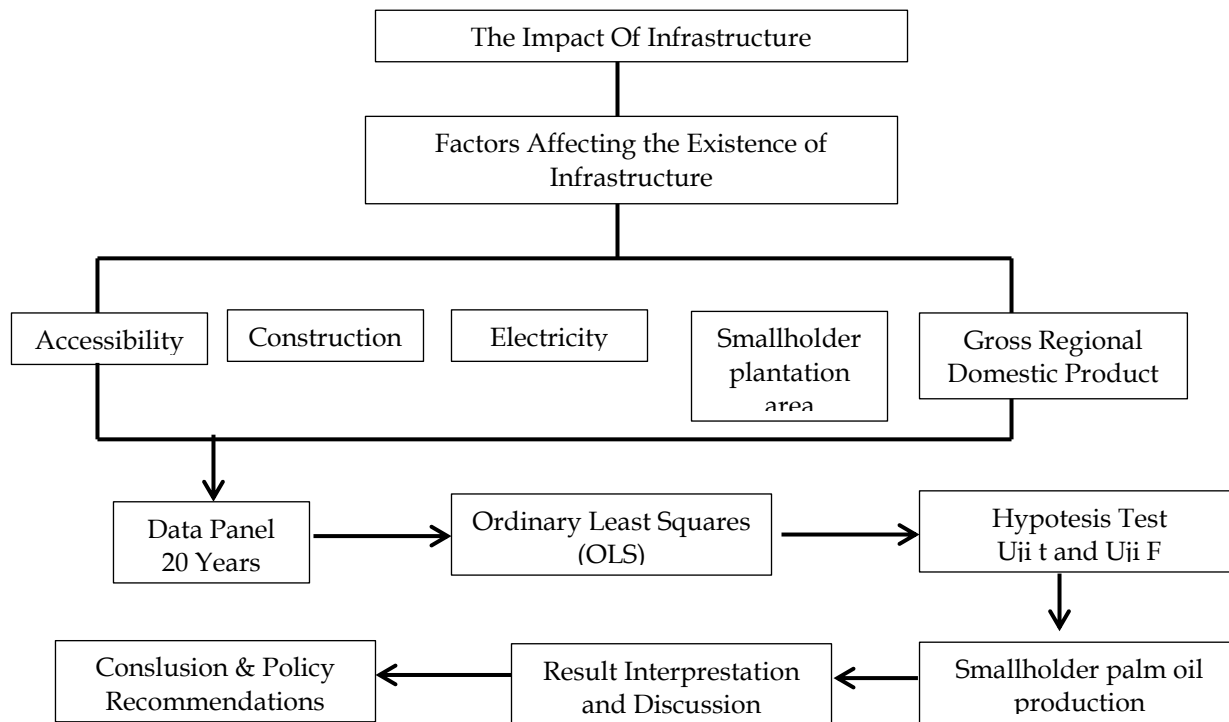 The Impact Of Infrastructure
Factors Affecting the Existence of
Infrastructure
Accessibility
Construction
Electricity
Smallholder
plantation
area
Gross Regional
Domestic Product
Data Panel
20 Years
Ordinary Least Squares
(OLS)
Hypotesis Test
Uji t and Uji F
Conslusion & Policy
Recommendations
Result Interprestation
and Discussion
Smallholder palm oil
production